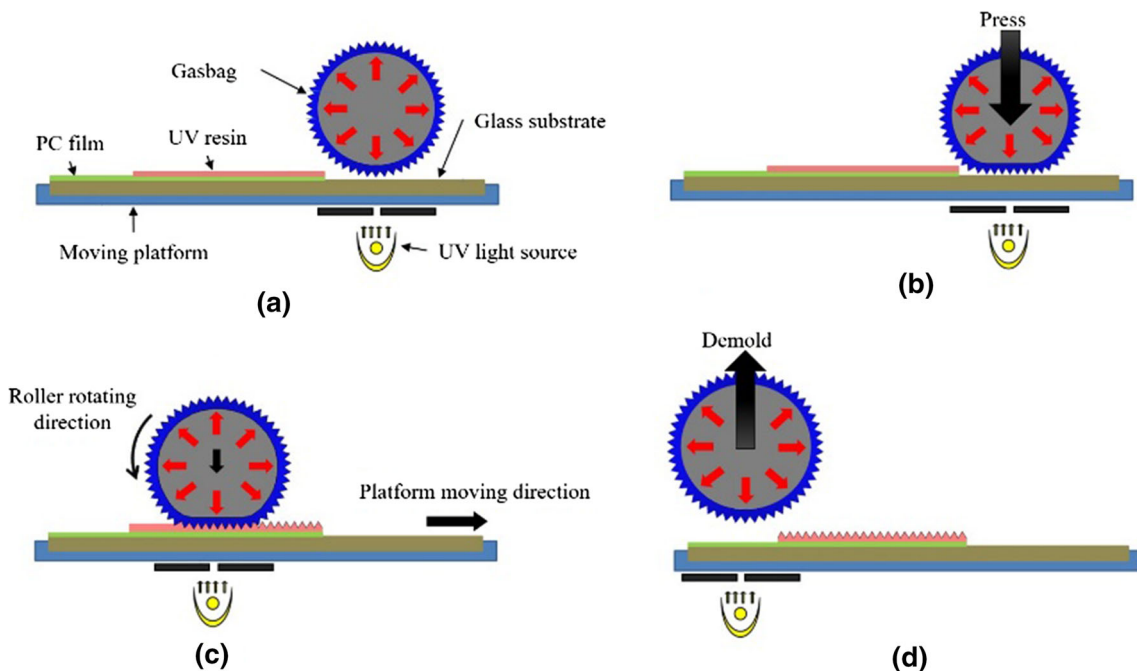 Gasbag
Glass substrate
UV resin
PC film
Moving platform
UV light source
(a)
Press
(b)
Roller rotating
direction
Platform moving direction
(c)
Demold
(d)